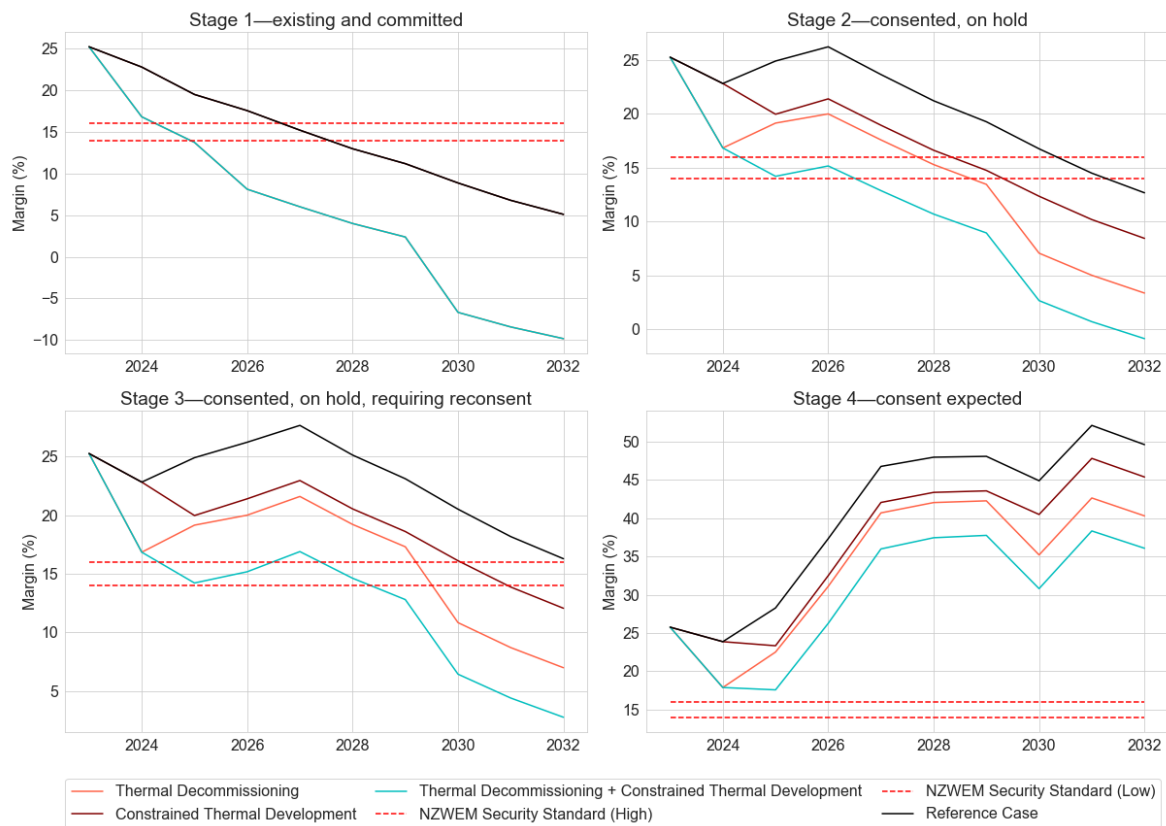 Stage 1—existing and committed
Margin (%)
25
20
15
10
5
0
−5
−10
2024 2026 2028 2030 2032
Stage 2—consented, on hold
Margin (%)
25
20
15
10
5
0
2024 2026 2028 2030 2032
Stage 3—consented, on hold, requiring reconsent
Margin (%)
25
20
15
10
5
2024 2026 2028 2030 2032
Stage 4—consent expected
Margin (%)
50
45
40
35
30
25
20
15
2024 2026 2028 2030 2032
Thermal Decommissioning
Constrained Thermal Development
Thermal Decommissioning + Constrained Thermal Development
NZWEM Security Standard (High)
NZWEM Security Standard (Low)
Reference Case